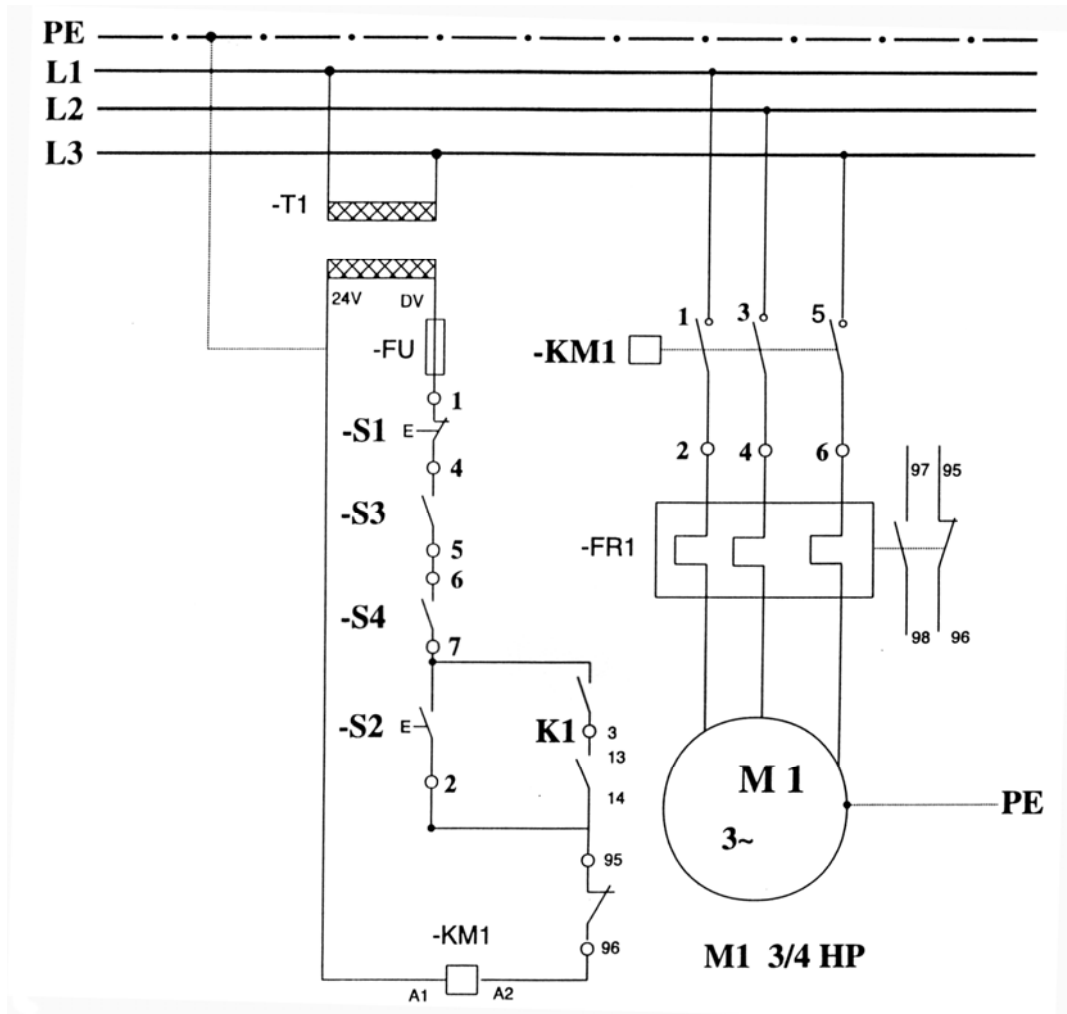 PE
L1
L2
L3
-T1
24V DV
-FU
1
-S1 E
4
-S3
5
6
-S4
7
-S2 E
2
K1
3
13
14
95
96
-KM1
A1 A2
1 3 5
-KM1
2 4 6
97 95
-FR1
98 96
M 1
3~
PE
M1 3/4 HP